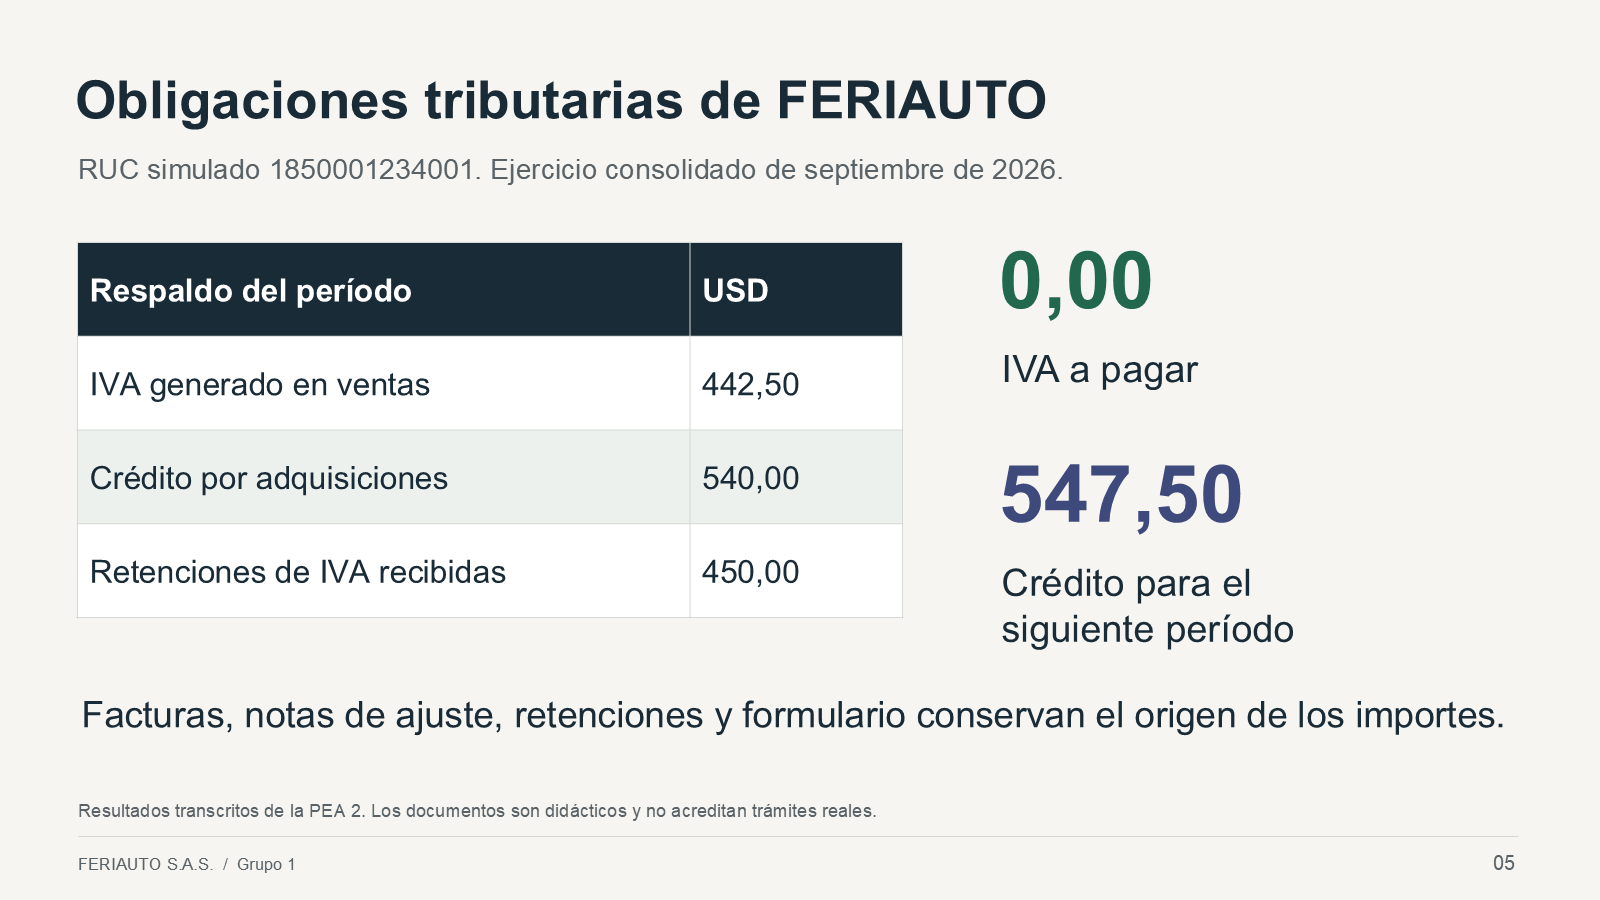 Obligaciones tributarias de FERIAUTO
RUC simulado 1850001234001. Ejercicio consolidado de septiembre de 2026.
Respaldo del período USD
IVA generado en ventas 442,50
Crédito por adquisiciones 540,00
Retenciones de IVA recibidas 450,00
0,00
IVA a pagar
547,50
Crédito para el
siguiente período
Facturas, notas de ajuste, retenciones y formulario conservan el origen de los importes.
Resultados transcritos de la PEA 2. Los documentos son didácticos y no acreditan trámites reales.
FERIAUTO S.A.S. / Grupo 1
05